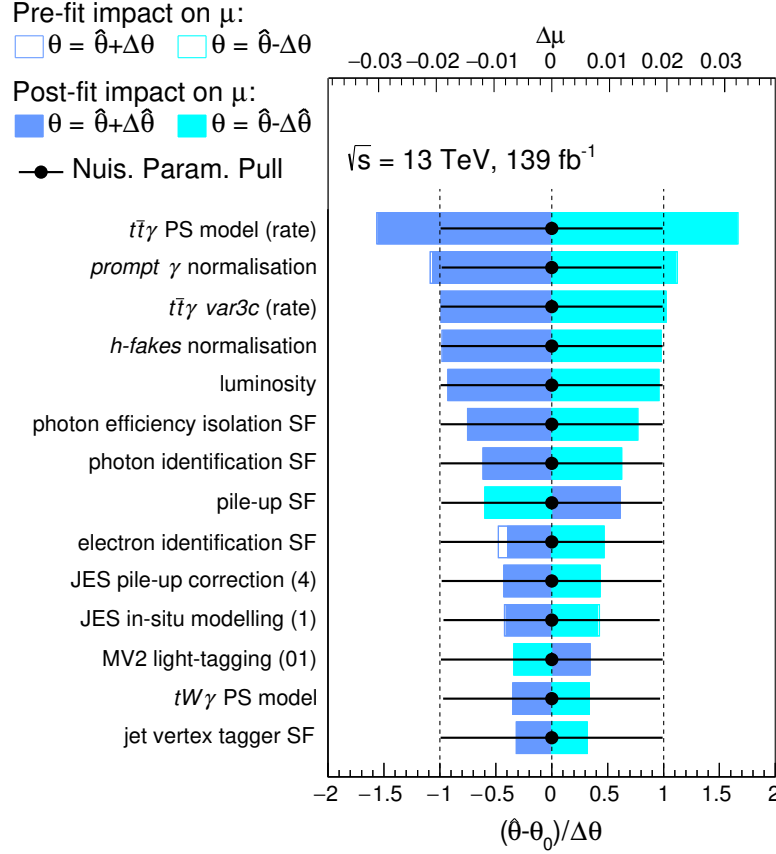 Pre-fit impact on μ:
θ = θ̂+Δθ θ = θ̂-Δθ
Post-fit impact on μ:
θ = θ̂+Δθ̂ θ = θ̂-Δθ̂
Nuis. Param. Pull
Δμ
−0.03 −0.02 −0.01 0 0.01 0.02 0.03
√s = 13 TeV, 139 fb⁻¹
tt̄γ PS model (rate)
prompt γ normalisation
tt̄γ var3c (rate)
h-fakes normalisation
luminosity
photon efficiency isolation SF
photon identification SF
pile-up SF
electron identification SF
JES pile-up correction (4)
JES in-situ modelling (1)
MV2 light-tagging (01)
tWγ PS model
jet vertex tagger SF
−2 −1.5 −1 −0.5 0 0.5 1 1.5 2
(θ̂-θ₀)/Δθ